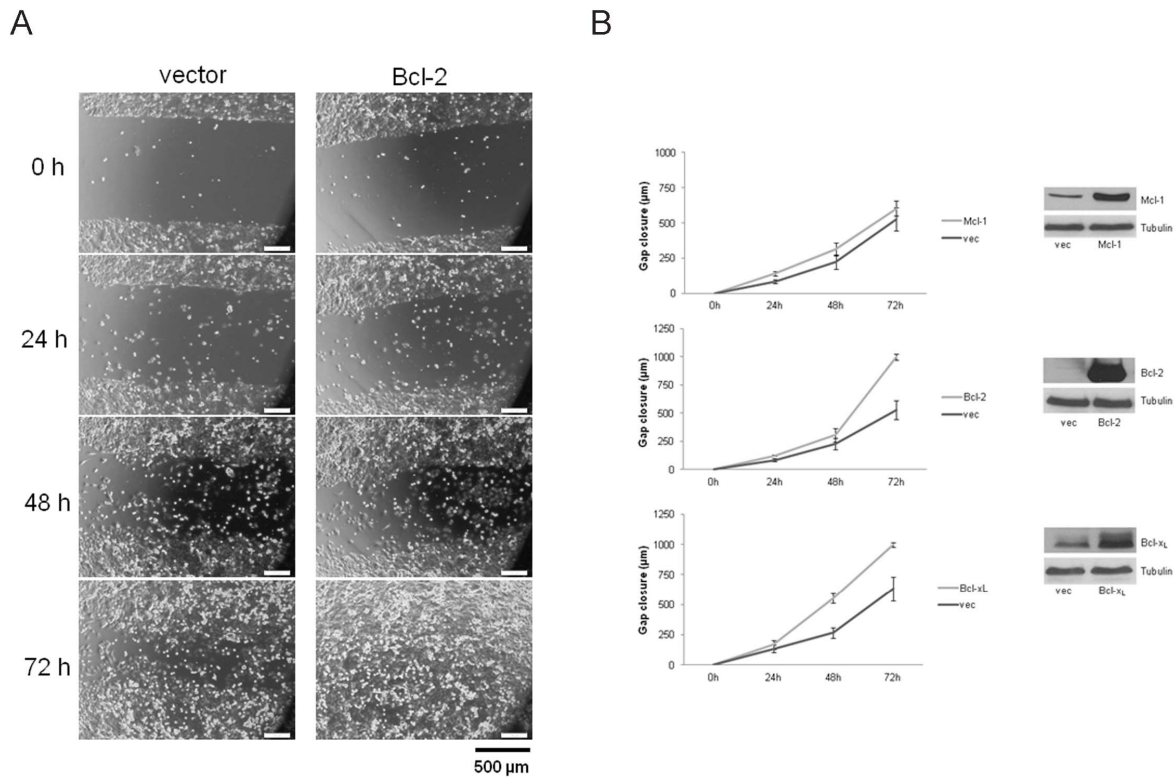 A
B
vector
Bcl-2
0 h
24 h
48 h
72 h
500 µm
1000
750
500
250
0
Gap closure (µm)
0h
24h
48h
72h
Mcl-1
vec
Mcl-1
Tubulin
vec
Mcl-1
1250
1000
750
500
250
0
Gap closure (µm)
0h
24h
48h
72h
Bcl-2
vec
Bcl-2
Tubulin
vec
Bcl-2
1250
1000
750
500
250
0
Gap closure (µm)
0h
24h
48h
72h
Bcl-xL
vec
Bcl-xL
Tubulin
vec
Bcl-xL